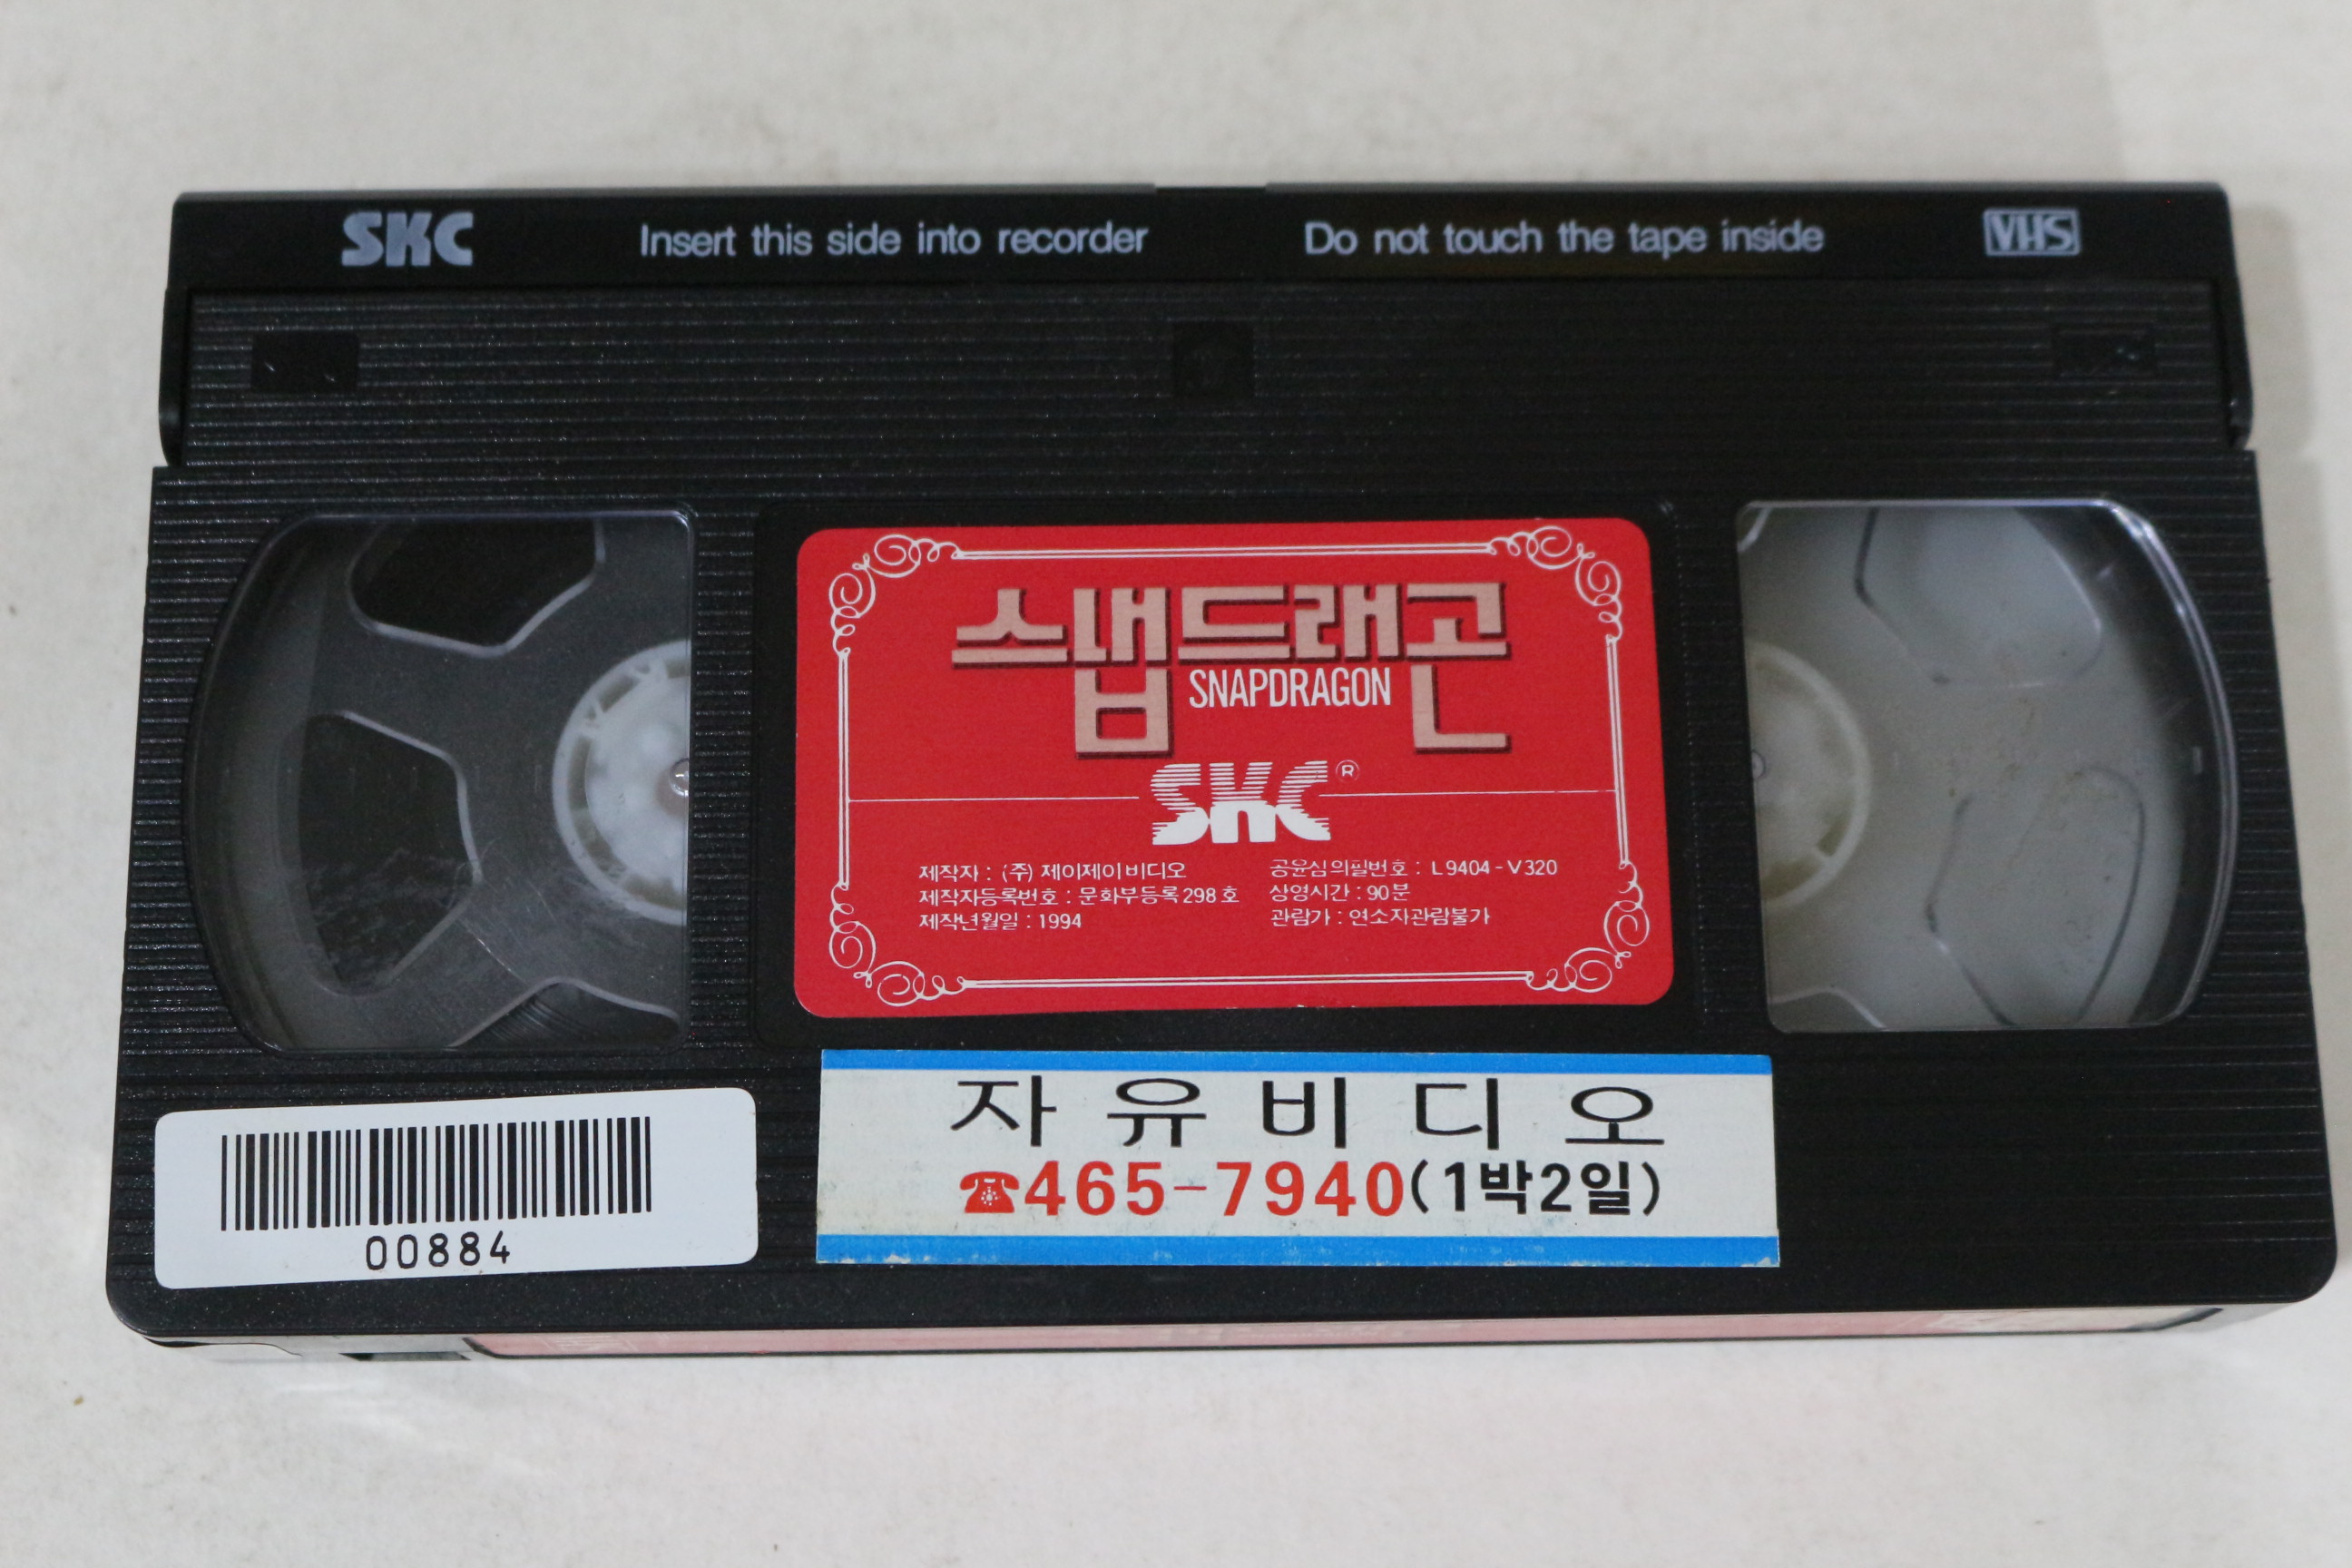 SKC Insert this side into recorder Do not touch the tape inside VHS
스냅드래곤
SNAPDRAGON
SKC®
제작자 : (주) 제이제이비디오
제작자등록번호 : 문화부등록 298 호
제작년월일 : 1994
공윤심의필번호 : L9404-V320
상영시간 : 90분
관람가 : 연소자관람불가
자유비디오
☎465-7940(1박2일)
00884